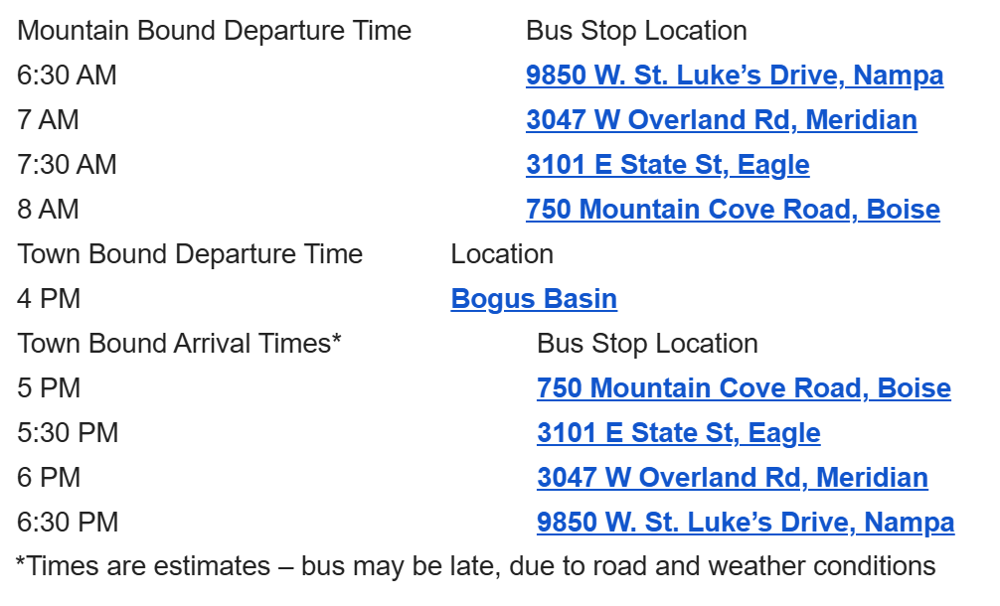 Mountain Bound Departure Time Bus Stop Location
6:30 AM 9850 W. St. Luke’s Drive, Nampa
7 AM 3047 W Overland Rd, Meridian
7:30 AM 3101 E State St, Eagle
8 AM 750 Mountain Cove Road, Boise
Town Bound Departure Time Location
4 PM Bogus Basin
Town Bound Arrival Times* Bus Stop Location
5 PM 750 Mountain Cove Road, Boise
5:30 PM 3101 E State St, Eagle
6 PM 3047 W Overland Rd, Meridian
6:30 PM 9850 W. St. Luke’s Drive, Nampa
*Times are estimates – bus may be late, due to road and weather conditions